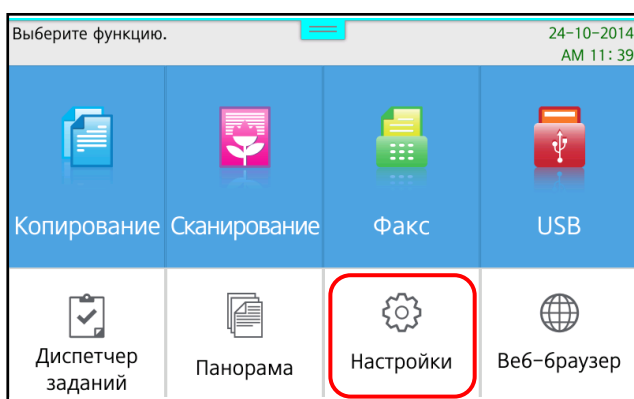 Выберите функцию.
24-10-2014
AM 11:39
Копирование
Сканирование
Факс
USB
Диспетчер
заданий
Панорама
Настройки
Веб-браузер